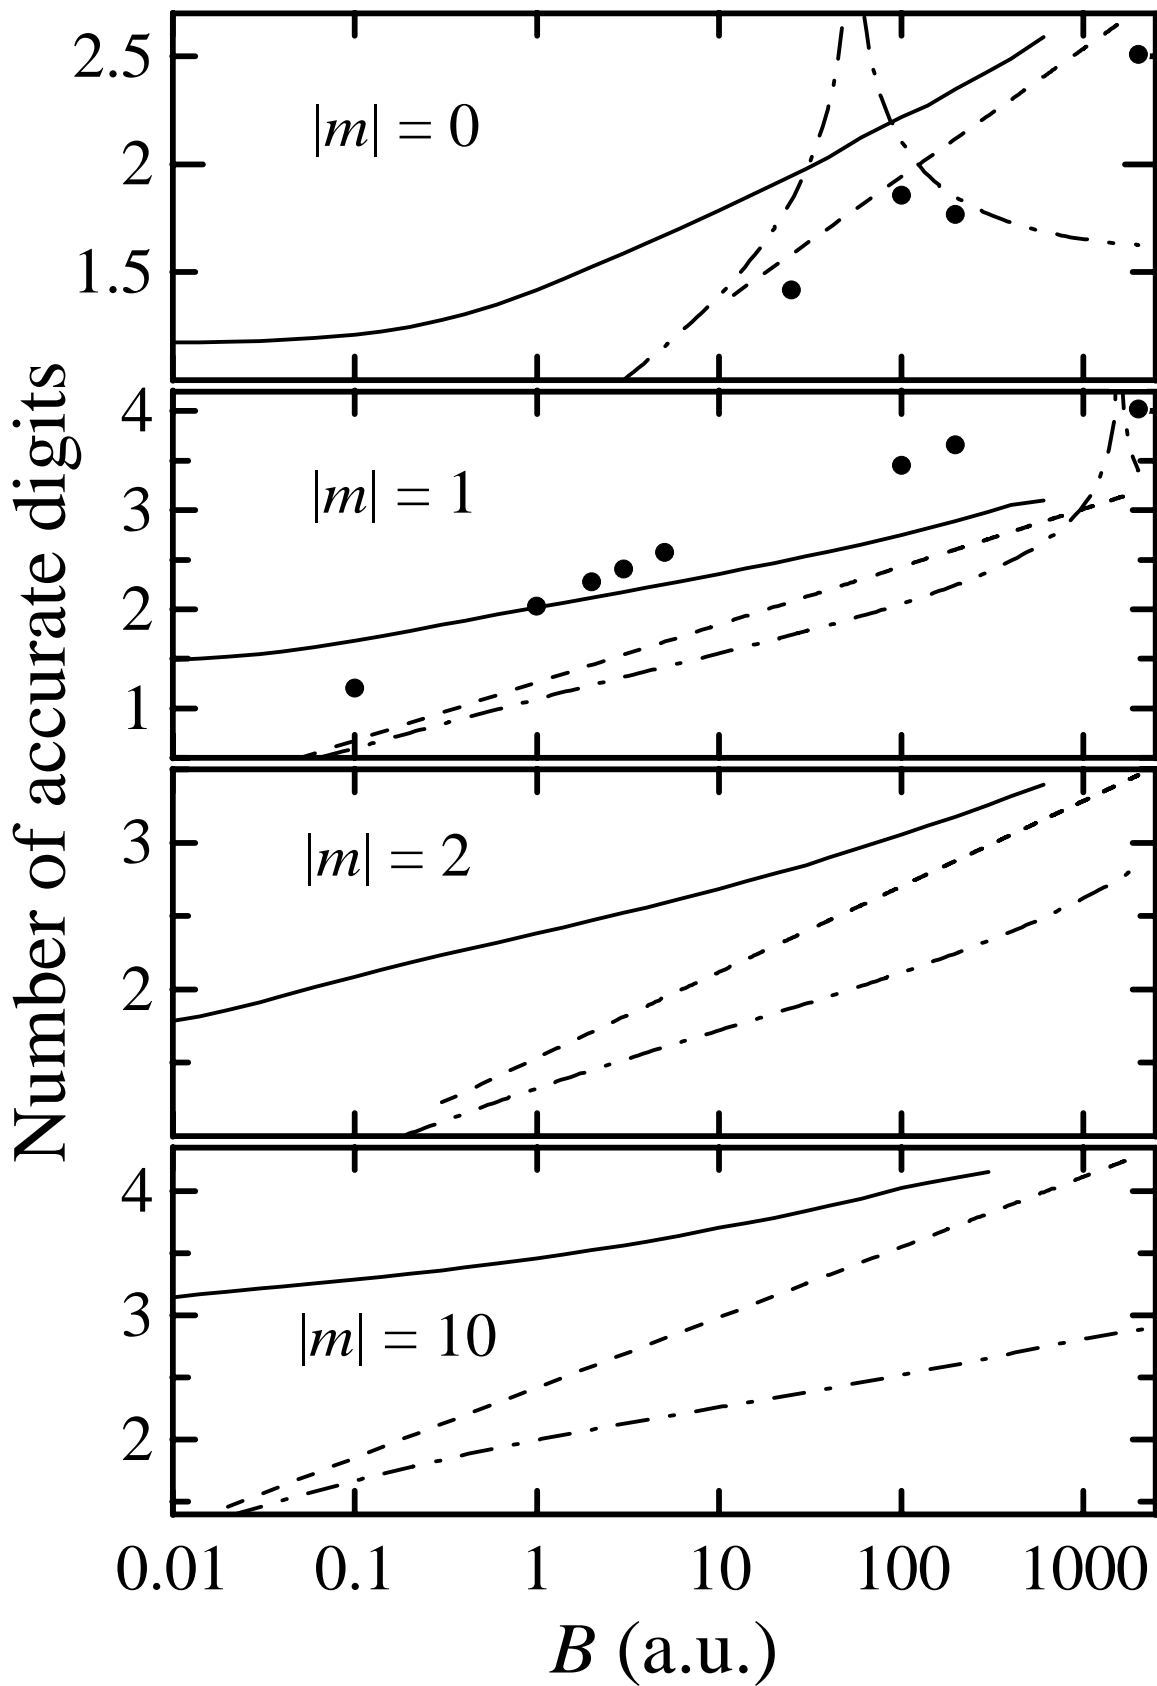 Number of accurate digits
2.5
|m| = 0
2
1.5
4
|m| = 1
3
2
1
3
|m| = 2
2
4
3
|m| = 10
2
0.01 0.1 1 10 100 1000
B (a.u.)